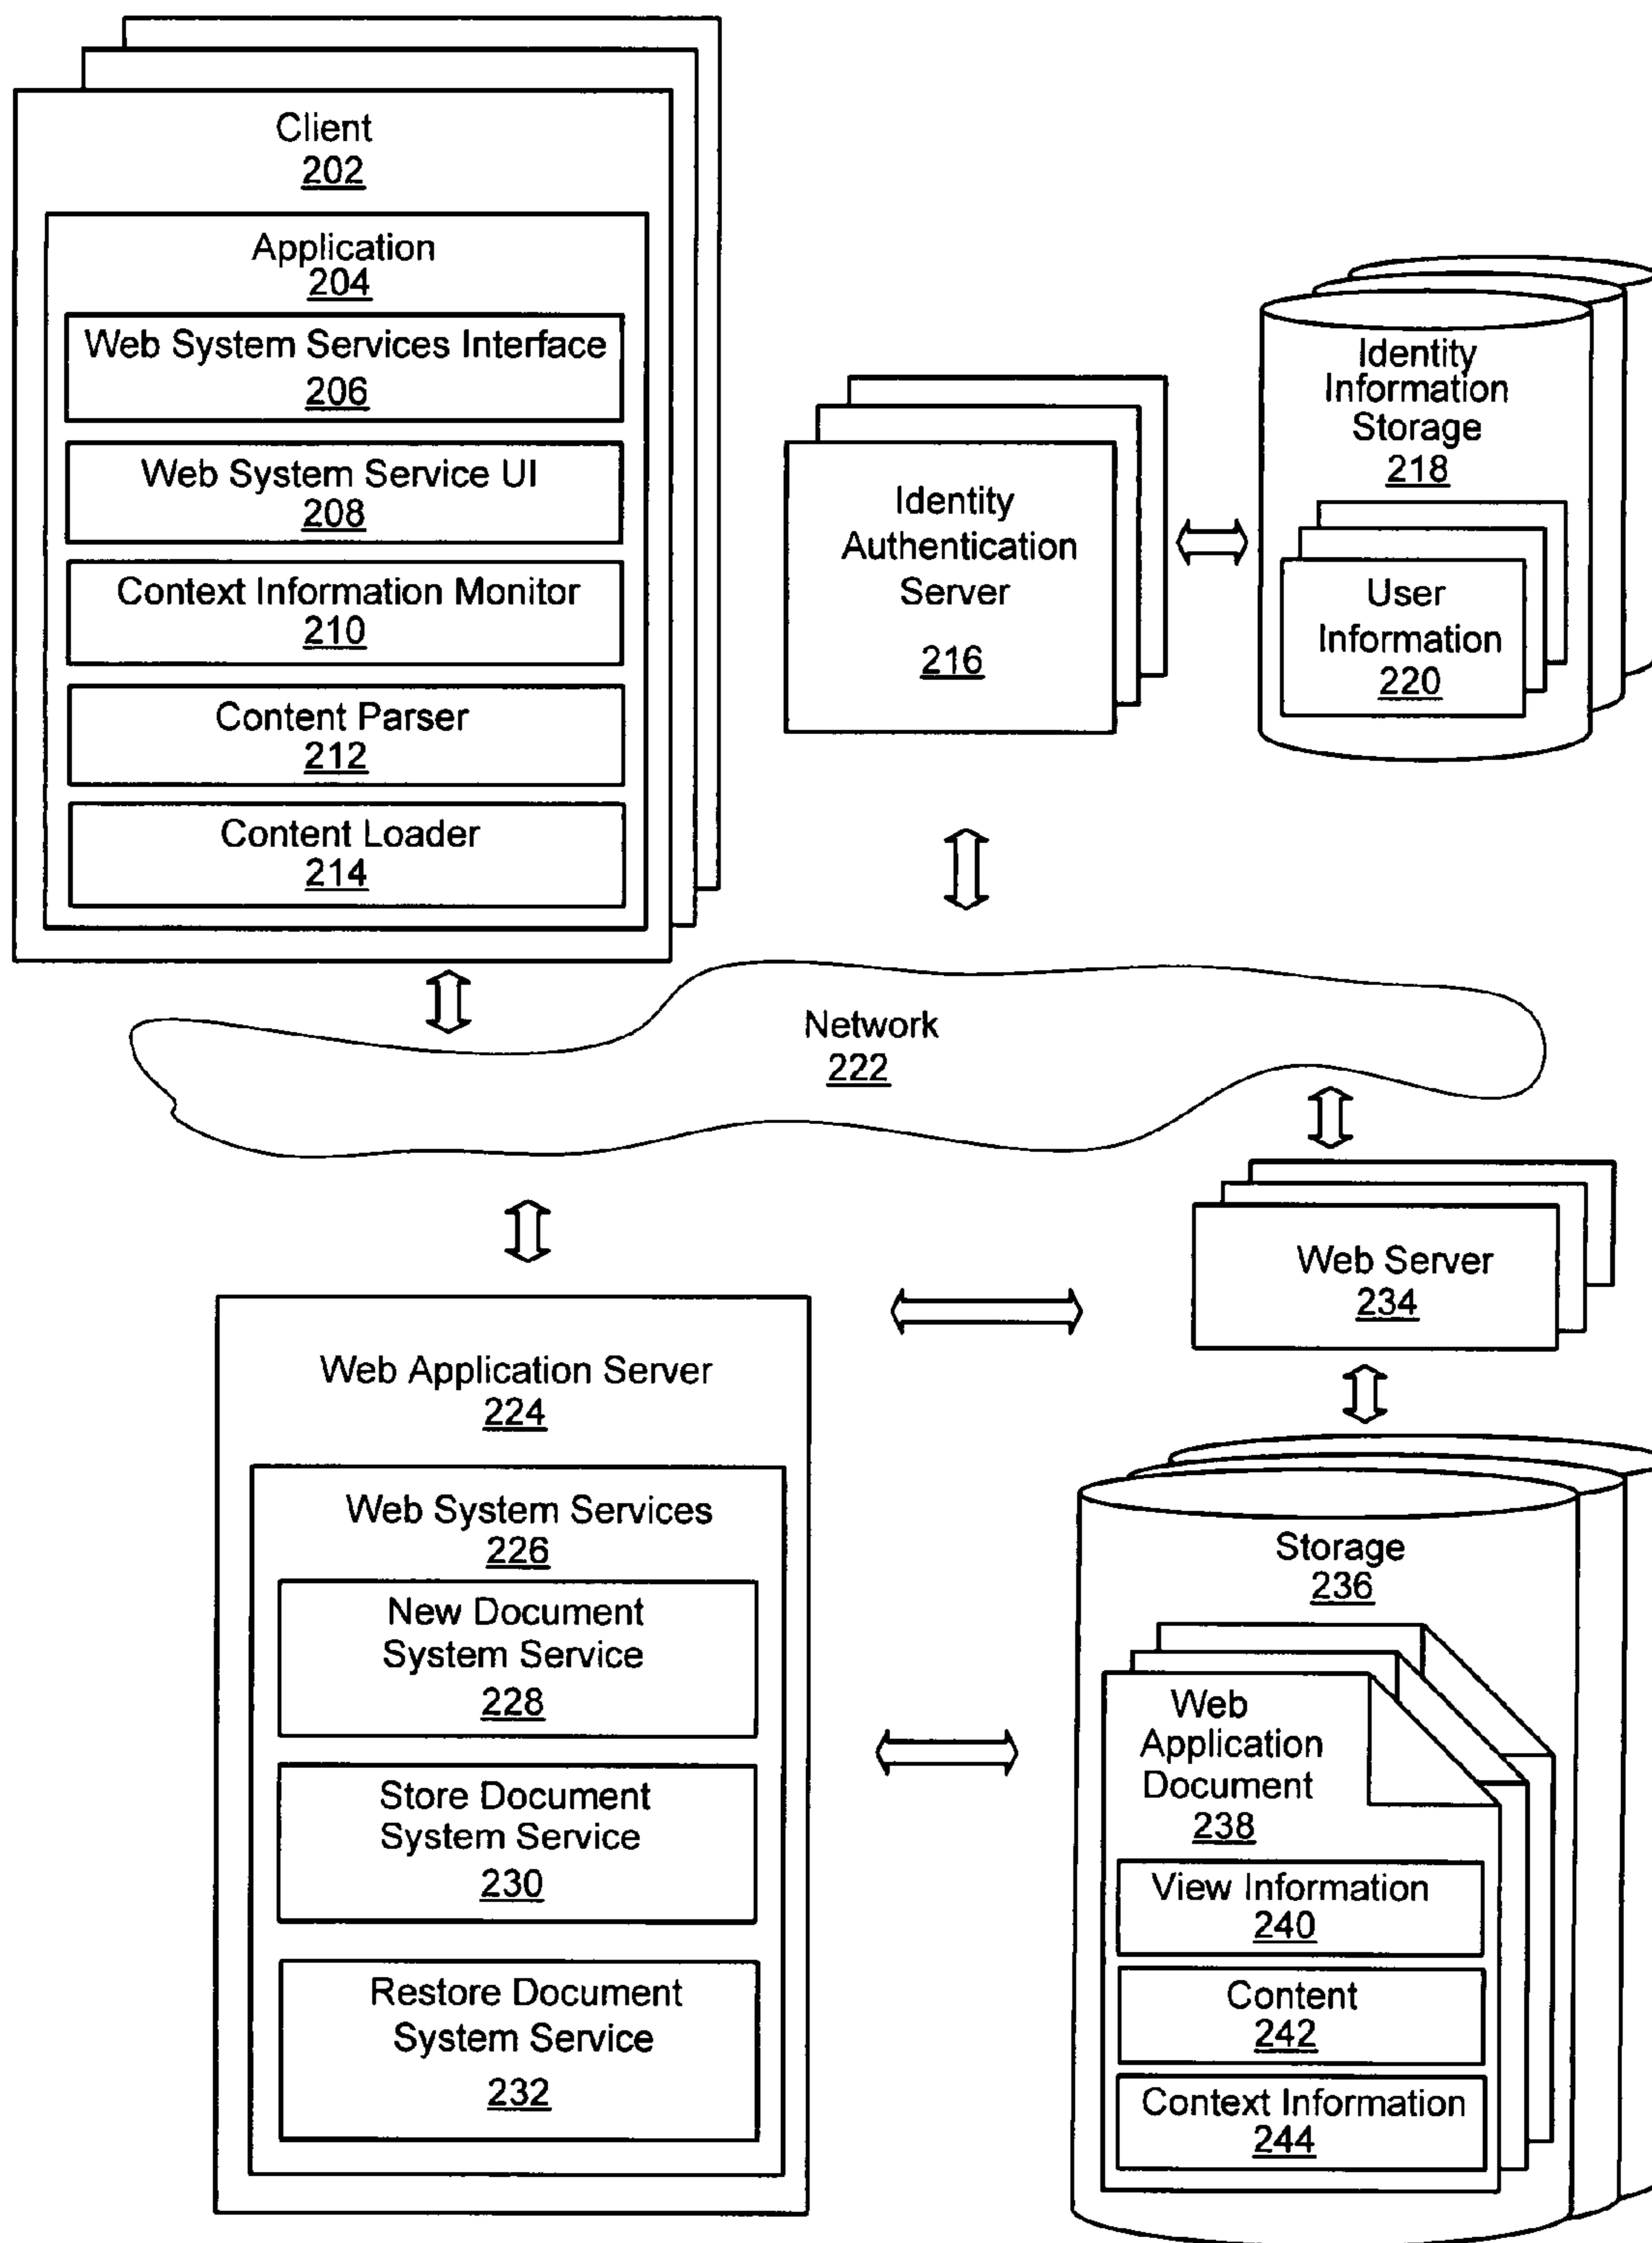 Client
202
Application
204
Web System Services Interface
206
Web System Service UI
208
Context Information Monitor
210
Content Parser
212
Content Loader
214
Identity
Authentication
Server
216
Identity
Information
Storage
218
User
Information
220
Network
222
Web Server
234
Web Application Server
224
Web System Services
226
New Document
System Service
228
Store Document
System Service
230
Restore Document
System Service
232
Storage
236
Web
Application
Document
238
View Information
240
Content
242
Context Information
244